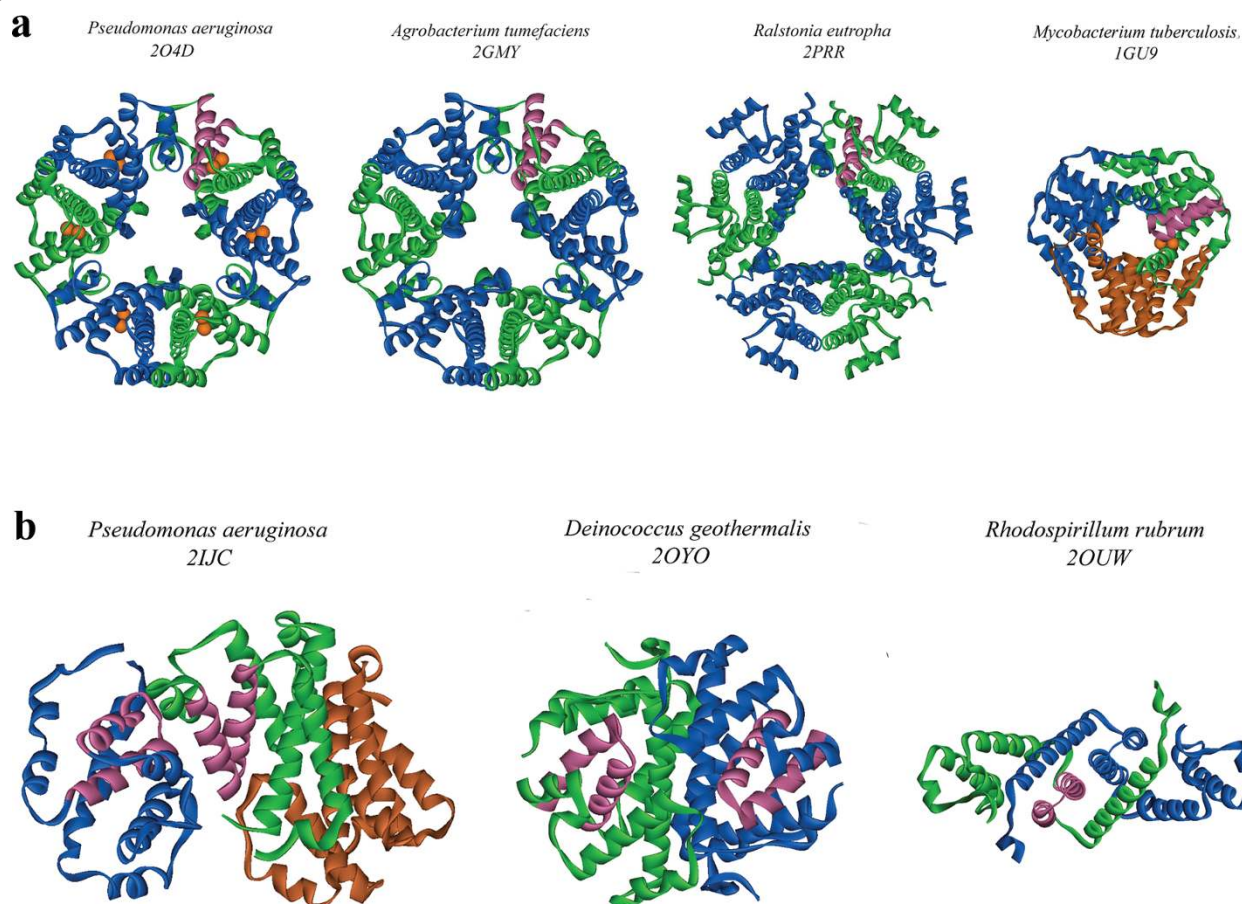 a
Pseudomonas aeruginosa
2O4D
Agrobacterium tumefaciens
2GMY
Ralstonia eutropha
2PRR
Mycobacterium tuberculosis,
1GU9
b
Pseudomonas aeruginosa
2IJC
Deinococcus geothermalis
2OYO
Rhodospirillum rubrum
2OUW